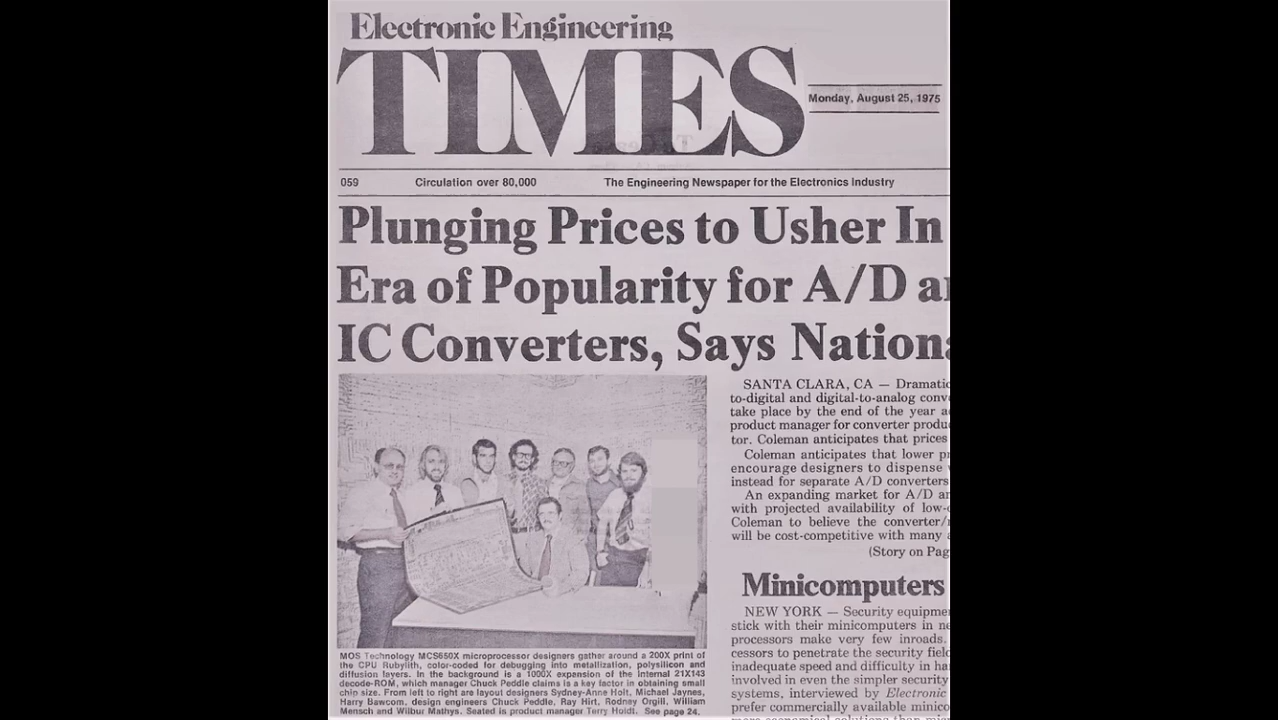 Electronic Engineering
TIMES
Monday, August 25, 1975
059 Circulation over 80,000 The Engineering Newspaper for the Electronics Industry
Plunging Prices to Usher In
Era of Popularity for A/D
IC Converters, Says
SANTA CLARA, CA —
to-digital and digital-to-analog
take place by the end of the year
product manager for converter
tor. Coleman anticipates that prices
Coleman anticipates that lower
encourage designers to dispense
instead for separate A/D converters
An expanding market for A/D
with projected availability of
Coleman to believe the
will be cost-competitive with many
(Story on
Minicomputers
NEW YORK — Security
stick with their minicomputers in
processors make very few inroads.
cessors to penetrate the security
inadequate speed and difficulty in
involved in even the simpler security
systems, interviewed by Electronic
prefer commercially available
MOS Technology MCS650X microprocessor designers gather around a 200X print of
the CPU Rubylith, color-coded for debugging into metallization, polysilicon and
diffusion layers. In the background is a 1000X expansion of the internal 21X143
decode-ROM, which manager Chuck Peddle claims is a key factor in obtaining small
chip size. From left to right are layout designers Sydney-Anne Holt, Michael Jaynes,
Harry Bawcom, design engineers Chuck Peddle, Ray Hirt, Rodney Orgill, William
Mensch and Wilbur Mathys. Seated is product manager Terry Holdt. See page 24.